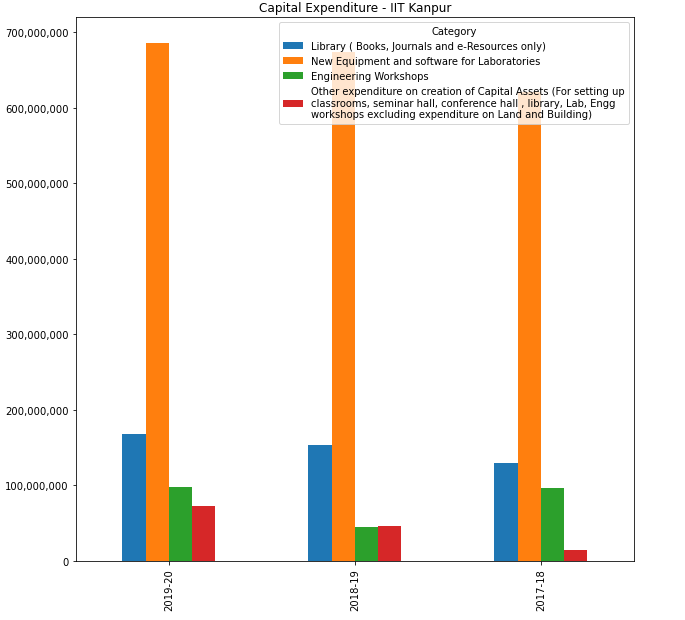 Capital Expenditure - IIT Kanpur
Category
Library ( Books, Journals and e-Resources only)
New Equipment and software for Laboratories
Engineering Workshops
Other expenditure on creation of Capital Assets (For setting up
classrooms, seminar hall, conference hall , library, Lab, Engg
workshops excluding expenditure on Land and Building)
700,000,000
600,000,000
500,000,000
400,000,000
300,000,000
200,000,000
100,000,000
0
2019-20
2018-19
2017-18